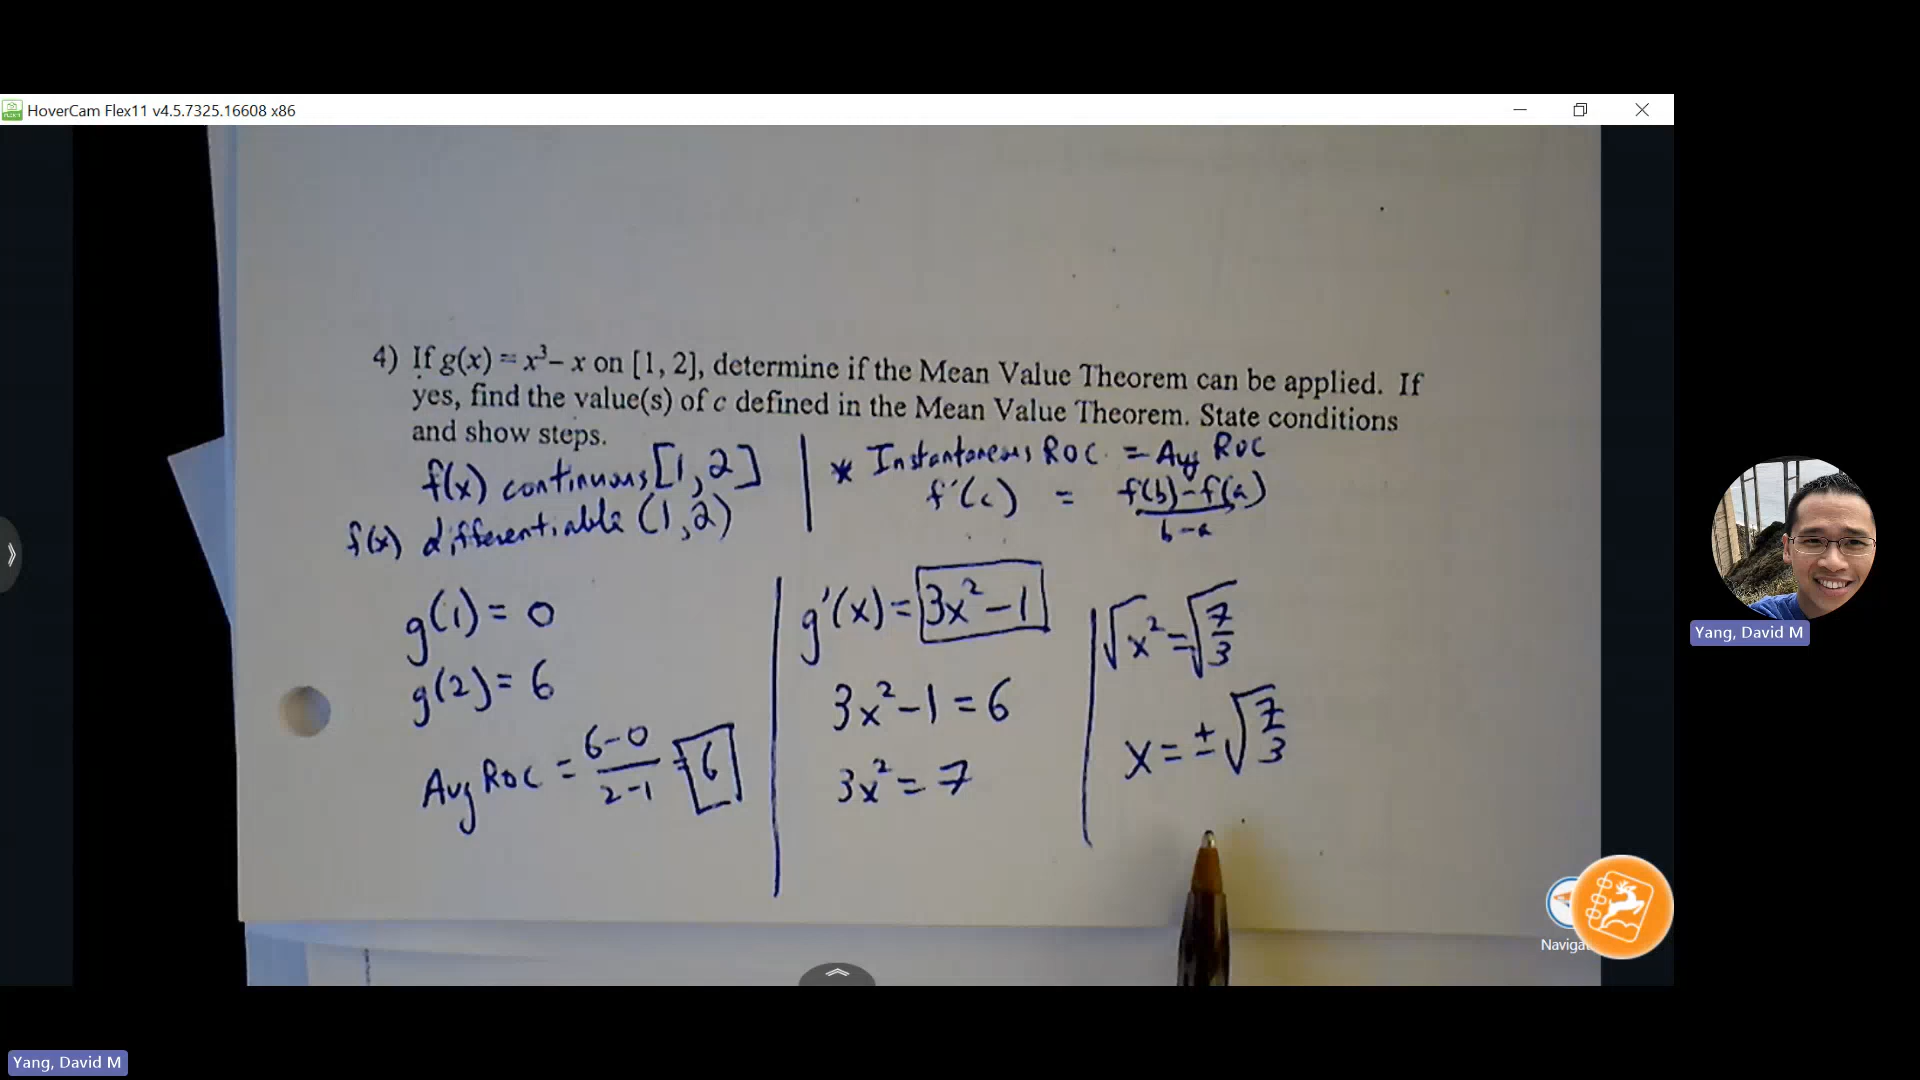 HoverCam Flex11 v4.5.7325.16608 x86
4) If g(x) = x³– x on [1, 2], determine if the Mean Value Theorem can be applied. If
yes, find the value(s) of c defined in the Mean Value Theorem. State conditions
and show steps.
f(x) continuous [1,2]
f(x) differentiable (1,2)
* Instantaneous ROC = Avg ROC
f'(c) = f(b)-f(a)
b-a
g(1) = 0
g(2) = 6
Avg ROC = 6-0 / 2-1 = 6
g'(x) = 3x²-1
3x²-1 = 6
3x² = 7
√x² = √7/3
x = ±√7/3
Yang, David M
Naviga
Yang, David M